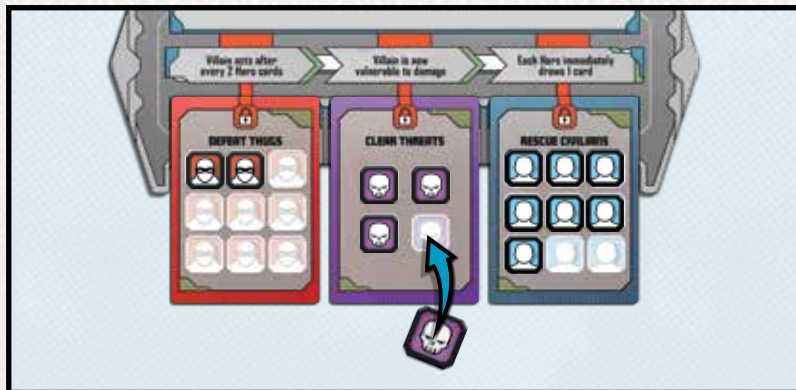 Villain acts after
every 2 Hero cards
Villain is now
vulnerable to damage
Each Hero immediately
draws 1 card
DEFEAT THUGS
CLEAR THREATS
RESCUE CIVILIANS